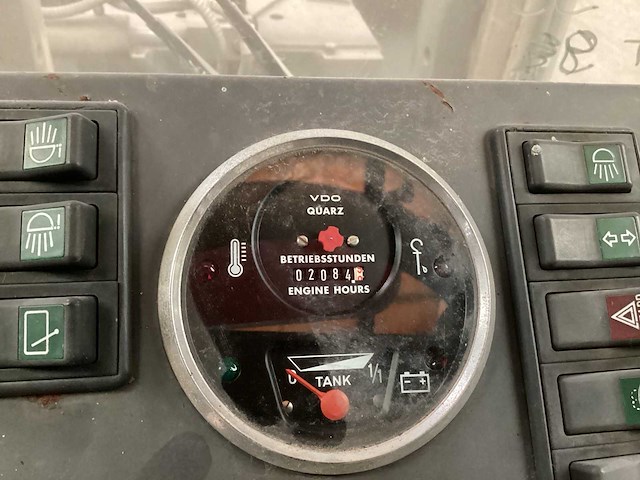 VDO
QUARZ
BETRIEBSSTUNDEN
02084
ENGINE HOURS
0 TANK 1/1
- +